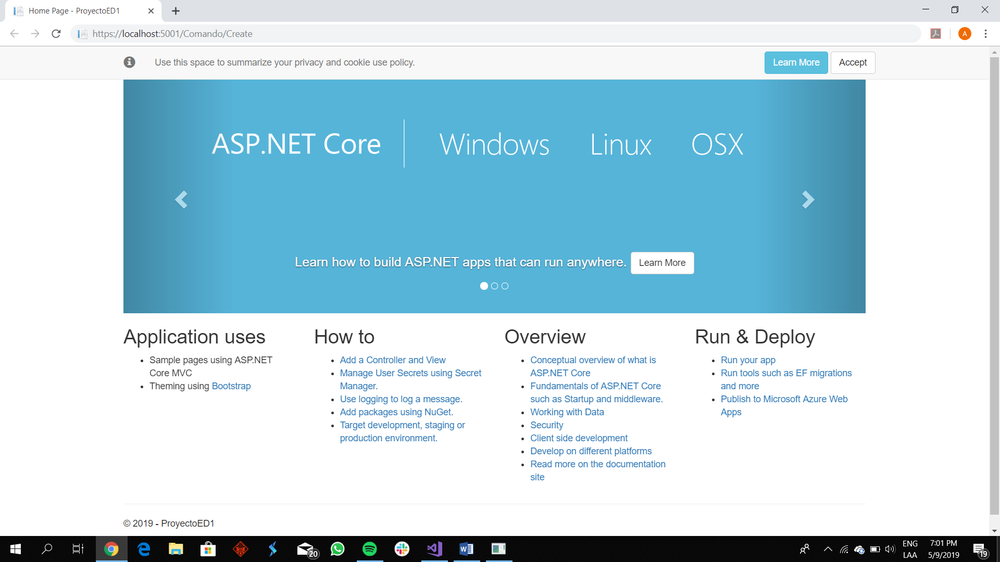 Home Page - ProyectoED1
https://localhost:5001/Comando/Create
A
Use this space to summarize your privacy and cookie use policy.
Learn More
Accept
ASP.NET Core
Windows
Linux
OSX
Learn how to build ASP.NET apps that can run anywhere.
Learn More
Application uses
Sample pages using ASP.NET
Core MVC
Theming using Bootstrap
How to
Add a Controller and View
Manage User Secrets using Secret
Manager.
Use logging to log a message.
Add packages using NuGet.
Target development, staging or
production environment.
Overview
Conceptual overview of what is
ASP.NET Core
Fundamentals of ASP.NET Core
such as Startup and middleware.
Working with Data
Security
Client side development
Develop on different platforms
Read more on the documentation
site
Run & Deploy
Run your app
Run tools such as EF migrations
and more
Publish to Microsoft Azure Web
Apps
© 2019 - ProyectoED1
20
ENG
LAA
7:01 PM
5/9/2019
19